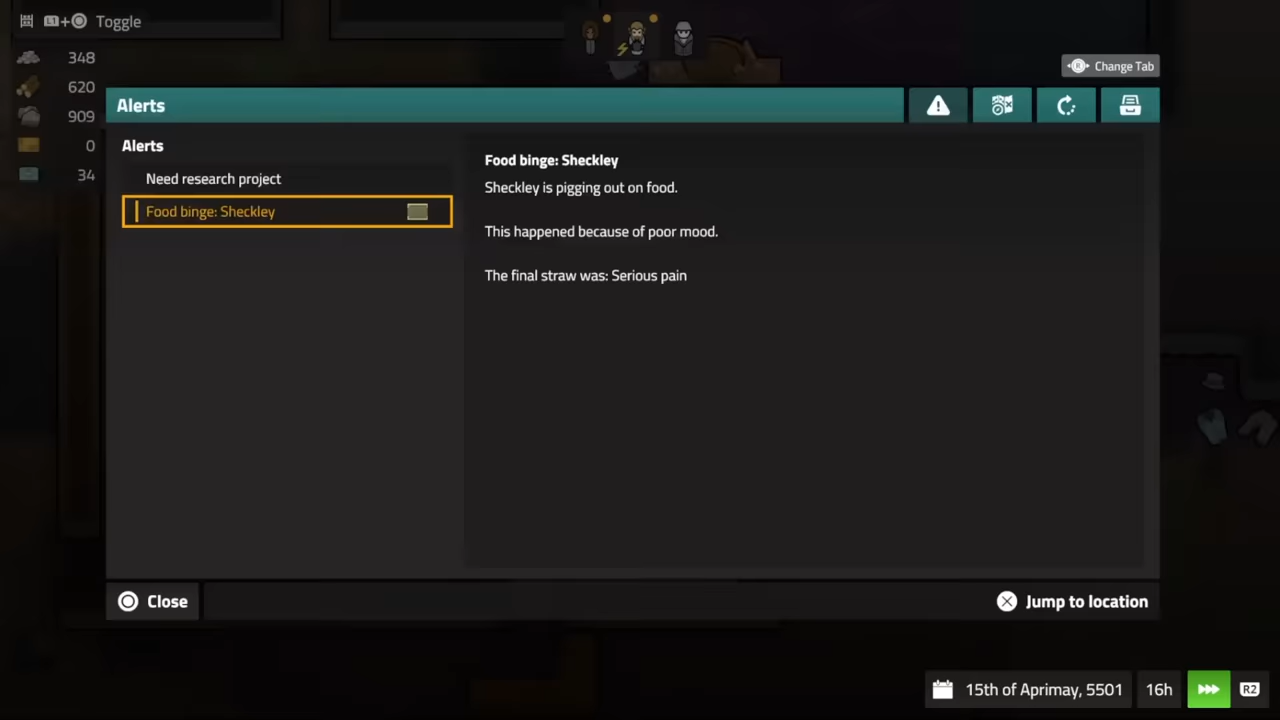 L1+ Toggle
348
620
909
0
34
Change Tab
Alerts
Alerts
Need research project
Food binge: Sheckley
Food binge: Sheckley
Sheckley is pigging out on food.
This happened because of poor mood.
The final straw was: Serious pain
Close
Jump to location
15th of Aprimay, 5501
16h
R2